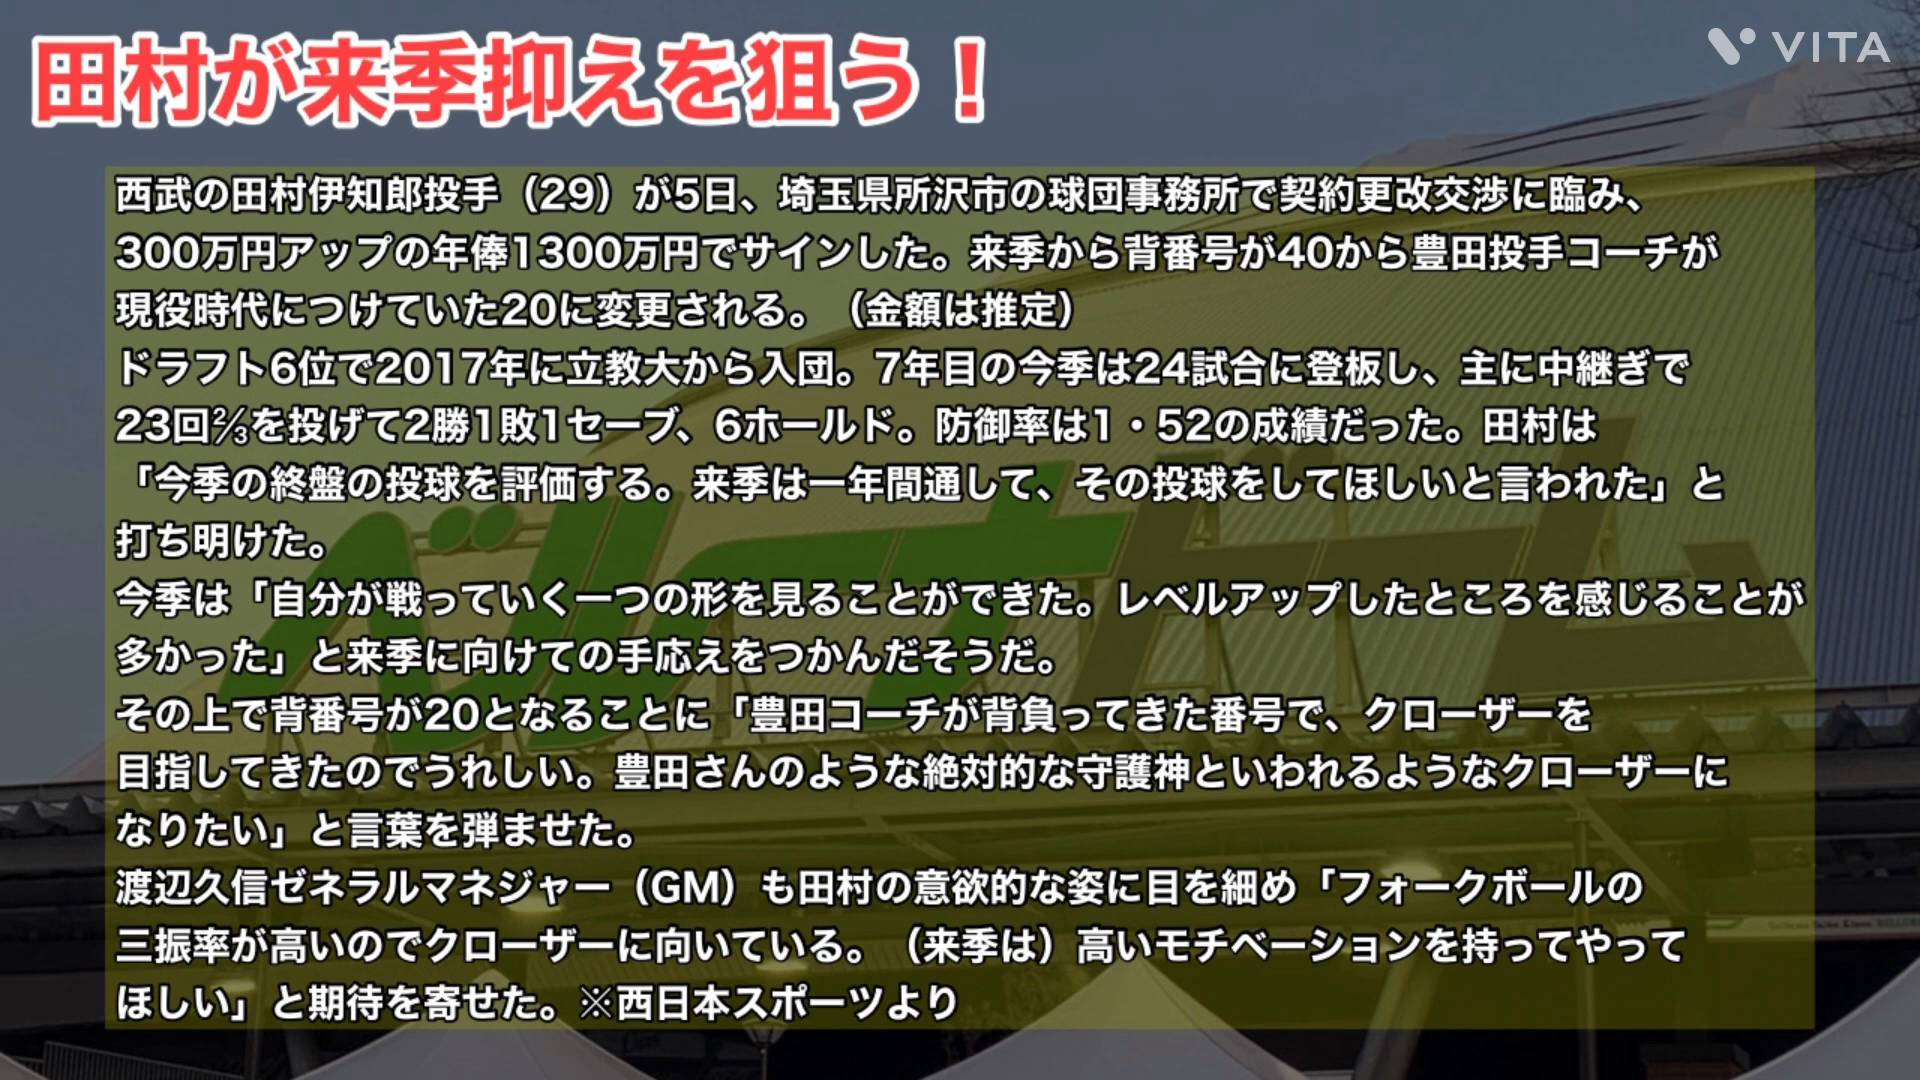 田村が来季抑えを狙う！
VITA
西武の田村伊知郎投手（29）が5日、埼玉県所沢市の球団事務所で契約更改交渉に臨み、
300万円アップの年俸1300万円でサインした。来季から背番号が40から豊田投手コーチが
現役時代につけていた20に変更される。（金額は推定）
ドラフト6位で2017年に立教大から入団。7年目の今季は24試合に登板し、主に中継ぎで
23回⅔を投げて2勝1敗1セーブ、6ホールド。防御率は1・52の成績だった。田村は
「今季の終盤の投球を評価する。来季は一年間通して、その投球をしてほしいと言われた」と
打ち明けた。
今季は「自分が戦っていく一つの形を見ることができた。レベルアップしたところを感じることが
多かった」と来季に向けての手応えをつかんだそうだ。
その上で背番号が20となることに「豊田コーチが背負ってきた番号で、クローザーを
目指してきたのでうれしい。豊田さんのような絶対的な守護神といわれるようなクローザーに
なりたい」と言葉を弾ませた。
渡辺久信ゼネラルマネジャー（GM）も田村の意欲的な姿に目を細め「フォークボールの
三振率が高いのでクローザーに向いている。（来季は）高いモチベーションを持ってやって
ほしい」と期待を寄せた。※西日本スポーツより
ベルーナドーム